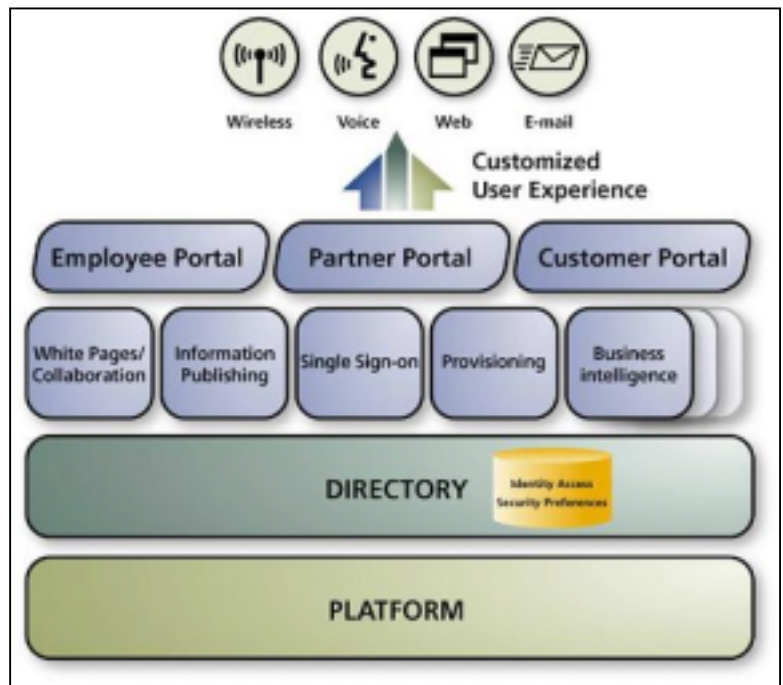 Wireless
Voice
Web
E-mail
Customized
User Experience
Employee Portal
Partner Portal
Customer Portal
White Pages/
Collaboration
Information
Publishing
Single Sign-on
Provisioning
Business
intelligence
DIRECTORY
Identity Access
Security Preferences
PLATFORM